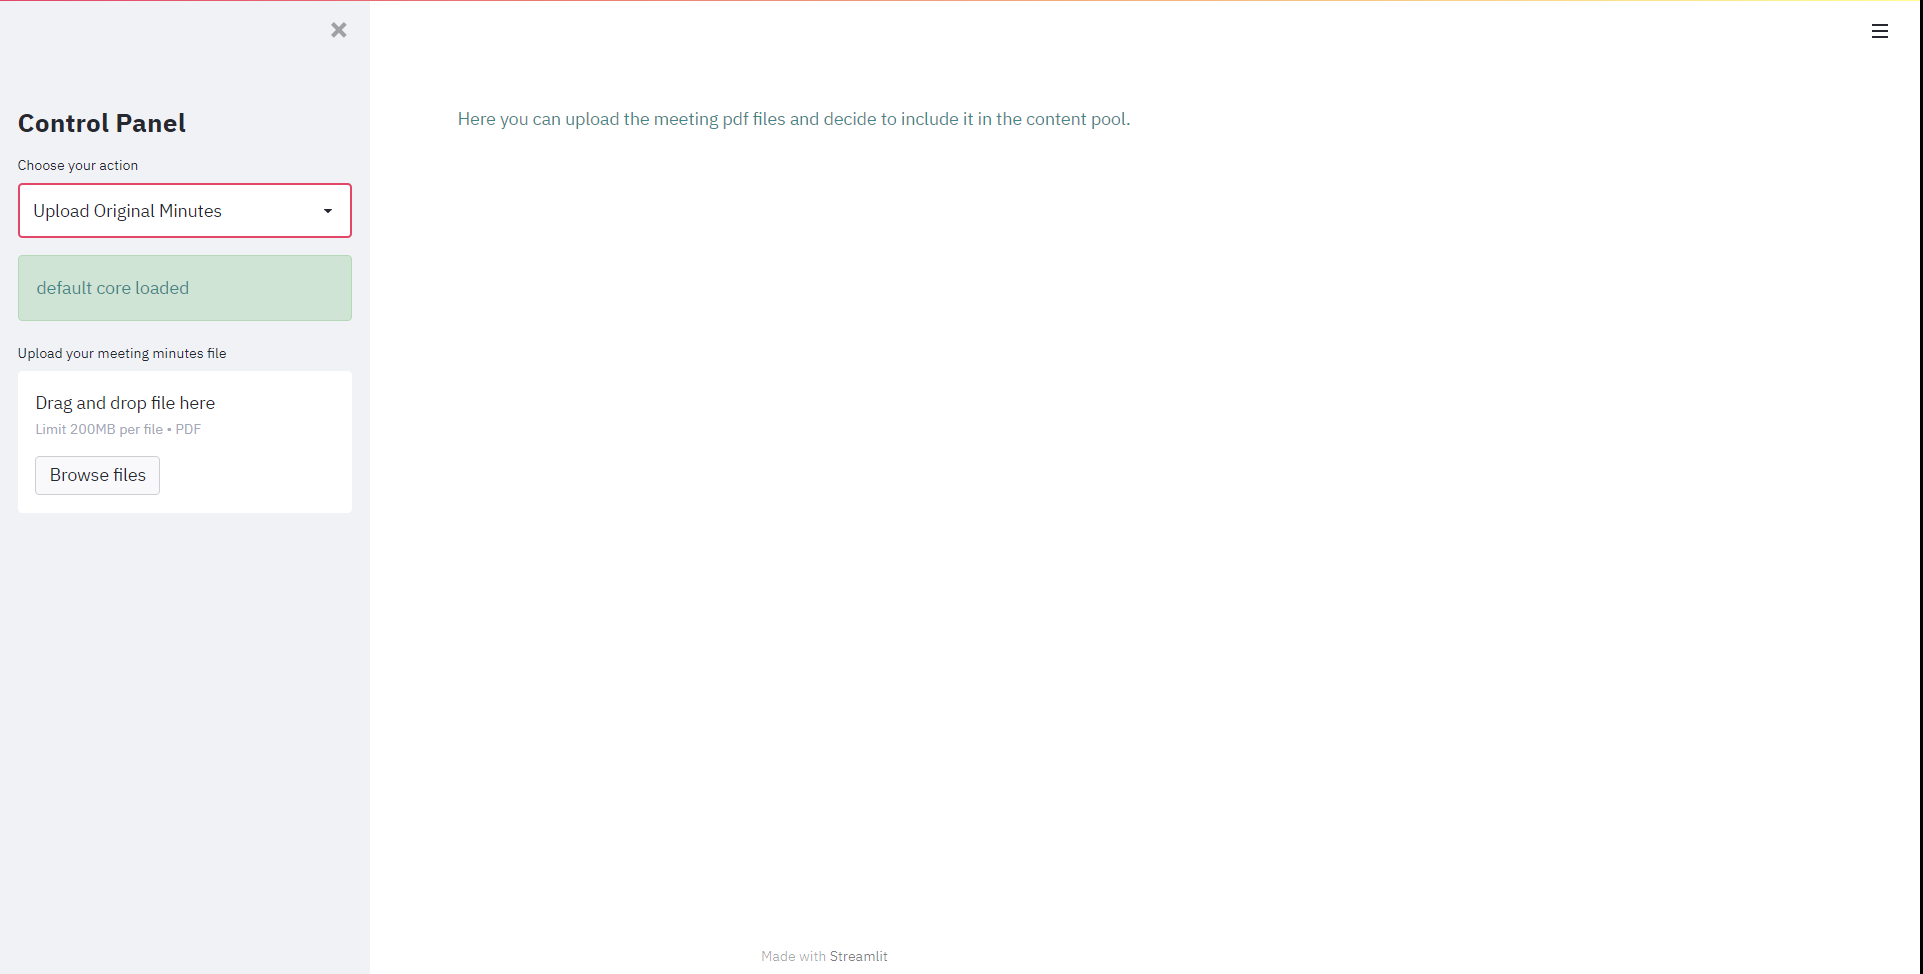 Control Panel
Choose your action
Upload Original Minutes
default core loaded
Upload your meeting minutes file
Drag and drop file here
Limit 200MB per file • PDF
Browse files
Here you can upload the meeting pdf files and decide to include it in the content pool.
Made with Streamlit